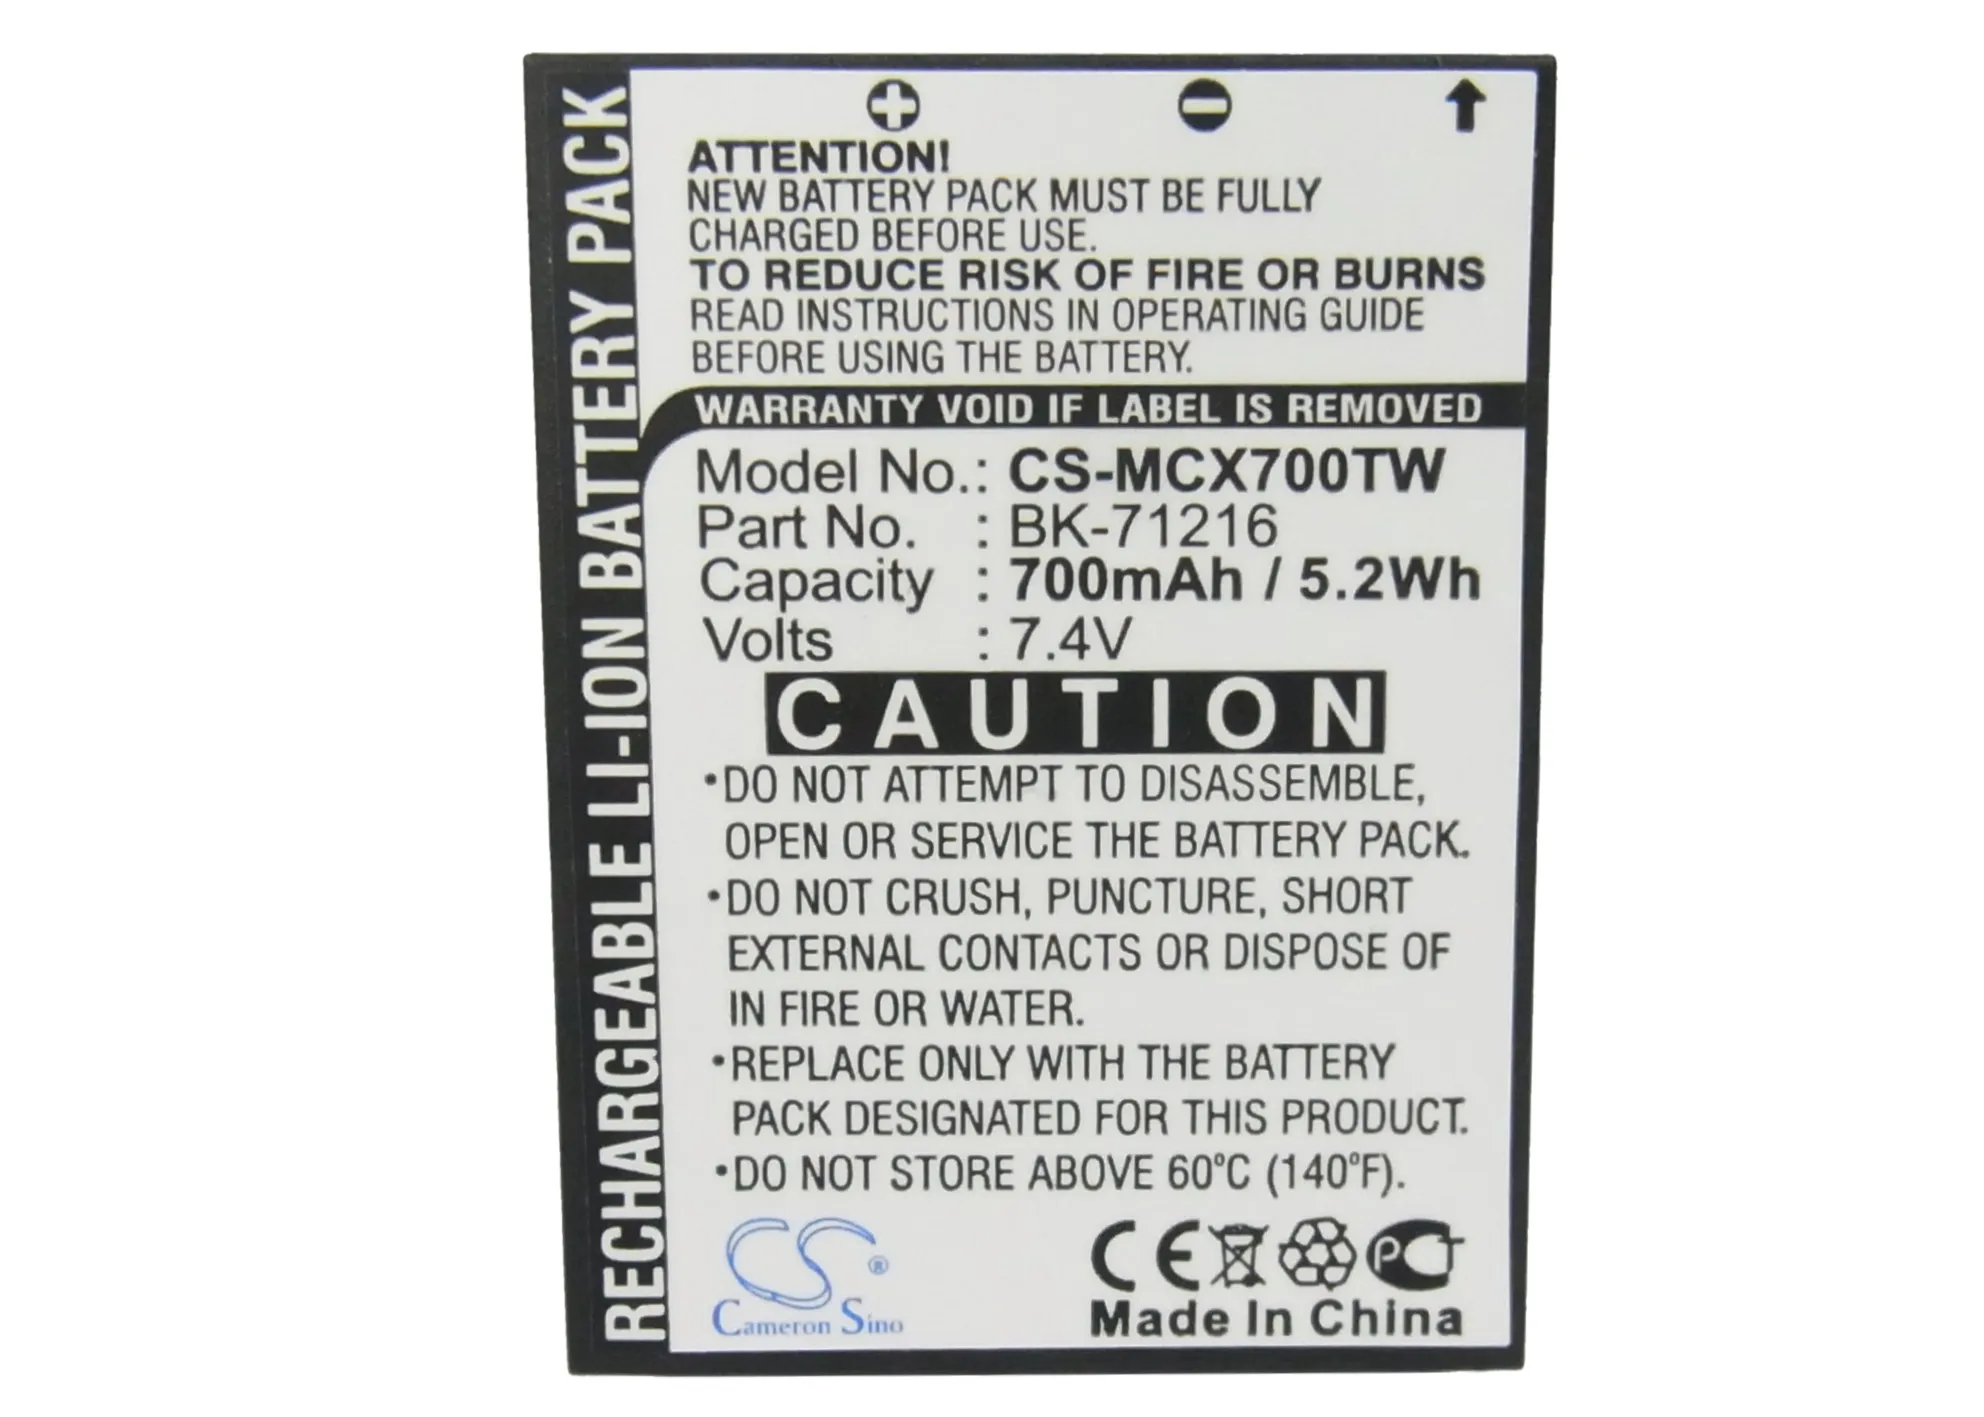 RECHARGEABLE LI-ION BATTERY PACK
ATTENTION!
NEW BATTERY PACK MUST BE FULLY
CHARGED BEFORE USE.
TO REDUCE RISK OF FIRE OR BURNS
READ INSTRUCTIONS IN OPERATING GUIDE
BEFORE USING THE BATTERY.
WARRANTY VOID IF LABEL IS REMOVED
Model No.: CS-MCX700TW
Part No. : BK-71216
Capacity : 700mAh / 5.2Wh
Volts : 7.4V
CAUTION
•DO NOT ATTEMPT TO DISASSEMBLE,
OPEN OR SERVICE THE BATTERY PACK.
•DO NOT CRUSH, PUNCTURE, SHORT
EXTERNAL CONTACTS OR DISPOSE OF
IN FIRE OR WATER.
•REPLACE ONLY WITH THE BATTERY
PACK DESIGNATED FOR THIS PRODUCT.
•DO NOT STORE ABOVE 60°C (140°F).
CS®
Cameron Sino
CE PCT
Made In China